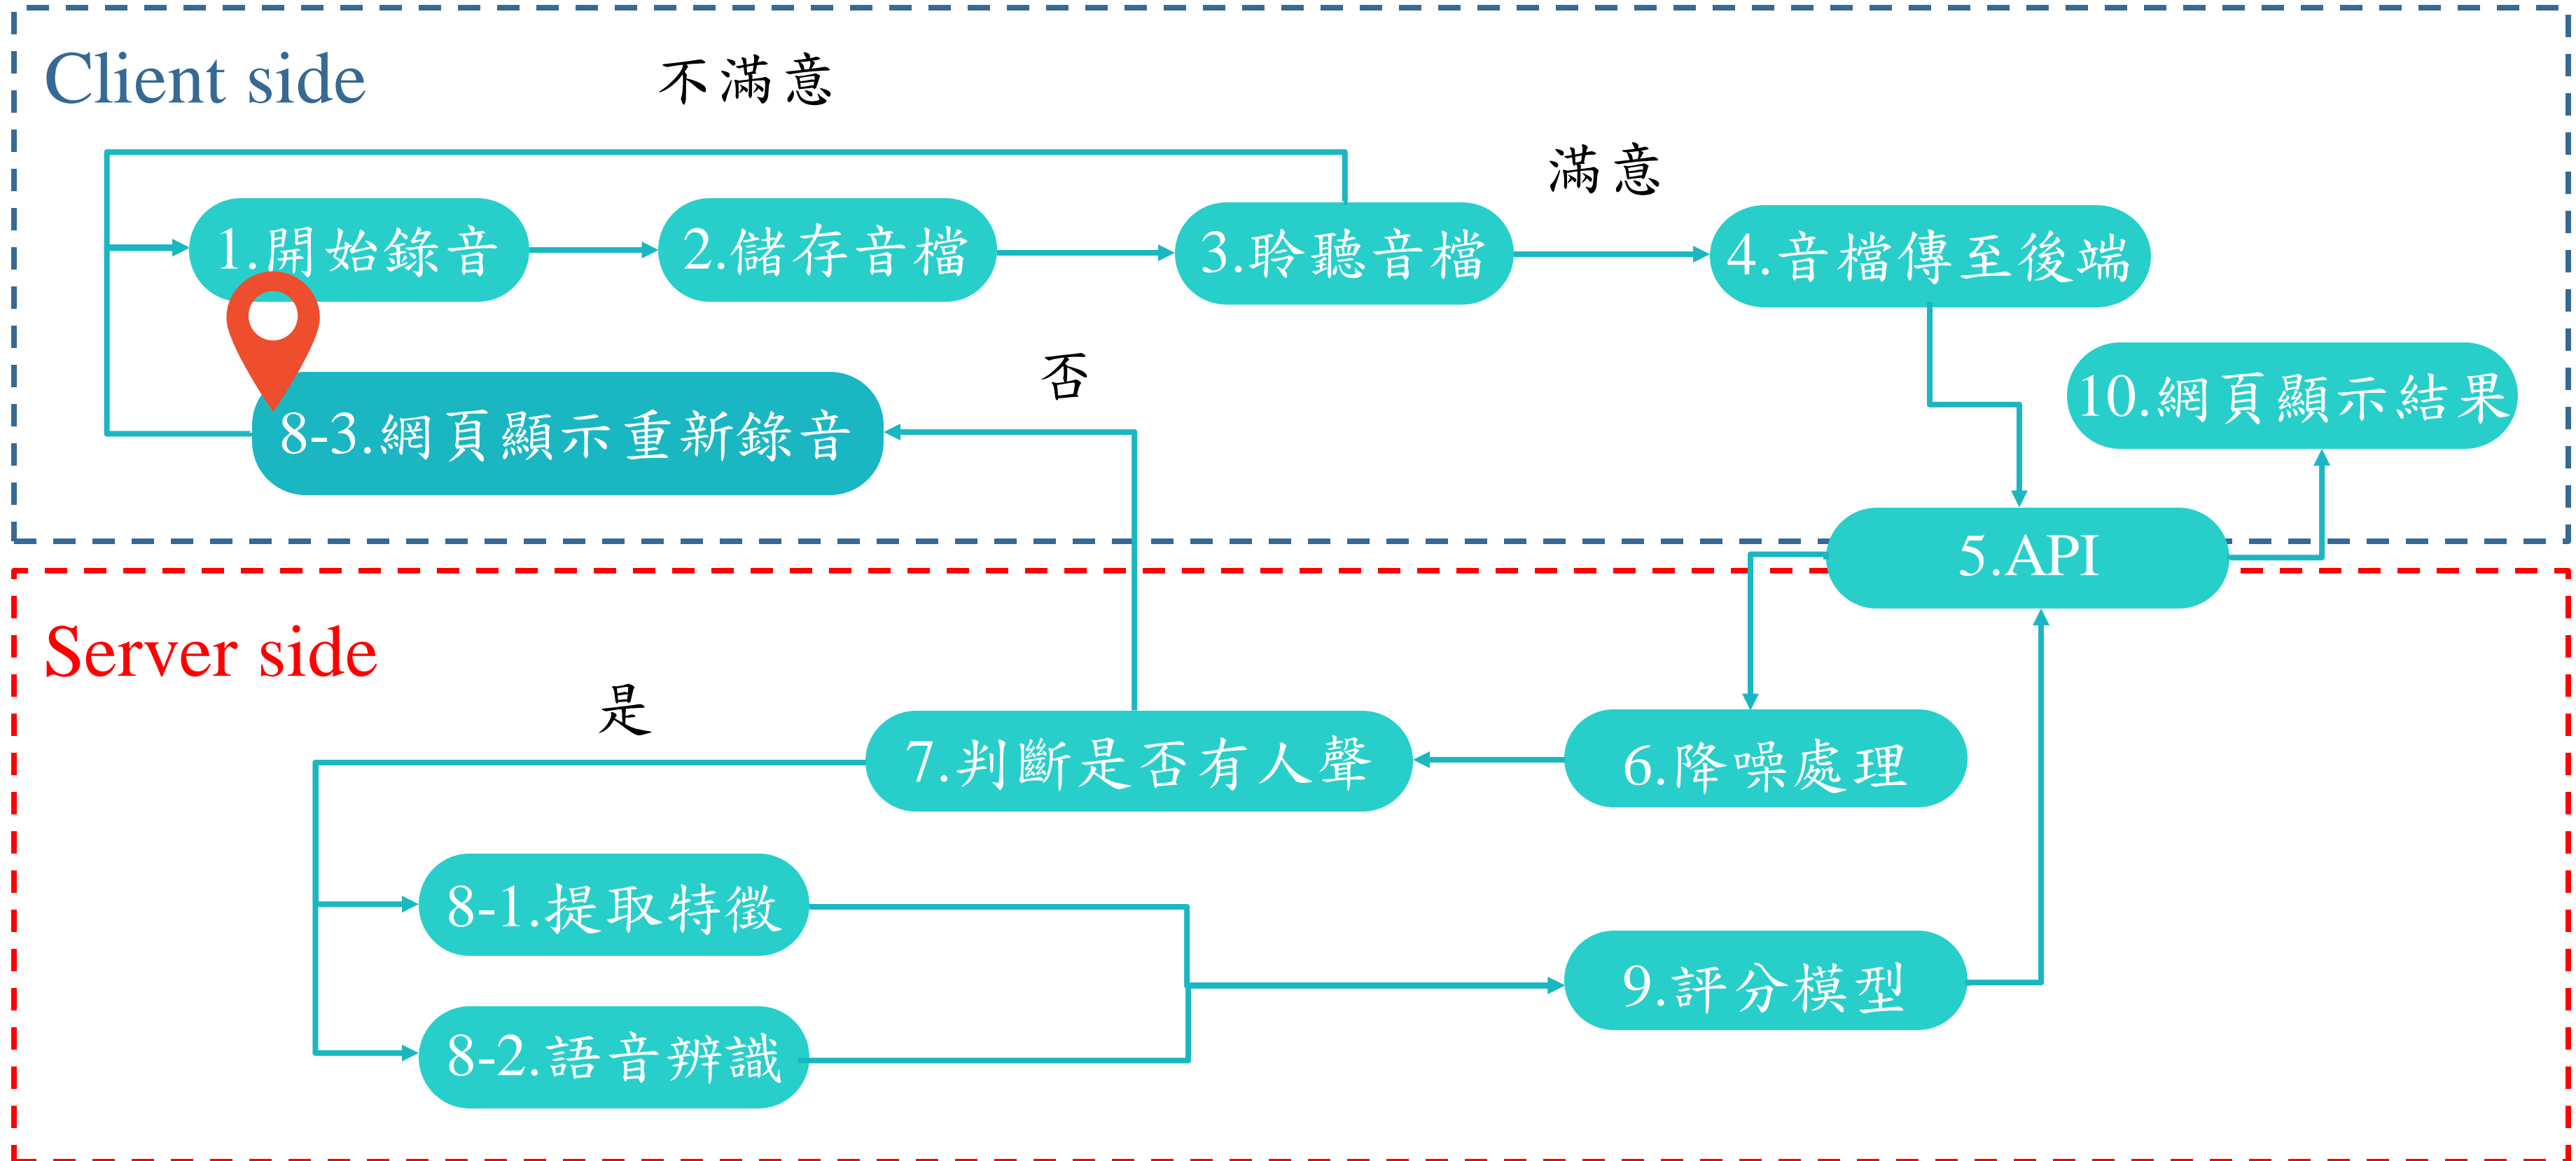 Client side
不滿意
滿意
1.開始錄音
2.儲存音檔
3.聆聽音檔
4.音檔傳至後端
否
10.網頁顯示結果
8-3.網頁顯示重新錄音
5.API
Server side
是
7.判斷是否有人聲
6.降噪處理
8-1.提取特徵
9.評分模型
8-2.語音辨識